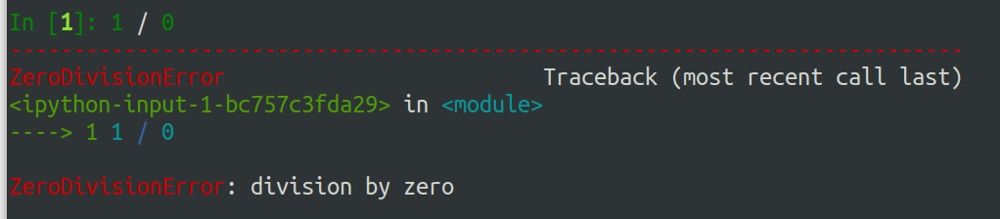 In [1]: 1 / 0
---------------------------------------------------------------------------
ZeroDivisionError                         Traceback (most recent call last)
<ipython-input-1-bc757c3fda29> in <module>
----> 1 1 / 0

ZeroDivisionError: division by zero